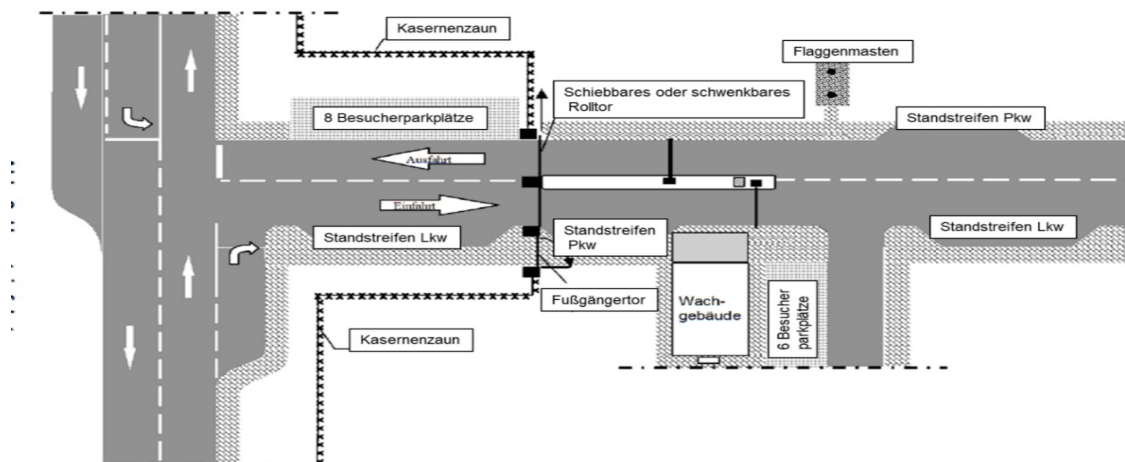 Kasernenzaun
Flaggenmasten
Schiebbares oder schwenkbares
Rolltor
8 Besucherparkplätze
Standstreifen Pkw
Ausfahrt
Einfahrt
Standstreifen Lkw
Standstreifen
Pkw
Standstreifen Lkw
Fußgängertor
Wach-
gebäude
6 Besucher
parkplätze
Kasernenzaun